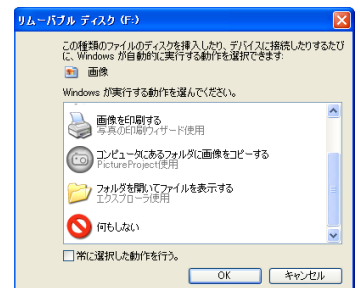 リムーバブル ディスク (F:)
この種類のファイルのディスクを挿入したり、デバイスに接続したりするたび
に、Windows が自動的に実行する動作を選択できます:
画像
Windows が実行する動作を選んでください。
画像を印刷する
写真の印刷ウィザード使用
コンピュータにあるフォルダに画像をコピーする
PictureProject使用
フォルダを開いてファイルを表示する
エクスプローラ使用
何もしない
常に選択した動作を行う。
OK
キャンセル